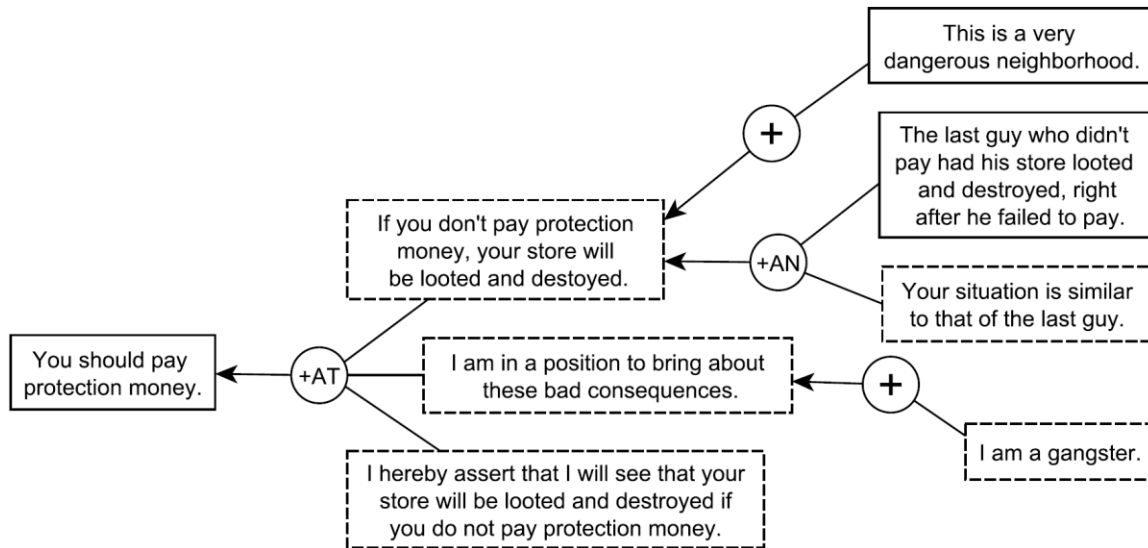 This is a very
dangerous neighborhood.
+
The last guy who didn't
pay had his store looted
and destroyed, right
after he failed to pay.
If you don't pay protection
money, your store will
be looted and destoyed.
+AN
Your situation is similar
to that of the last guy.
You should pay
protection money.
+AT
I am in a position to bring about
these bad consequences.
+
I am a gangster.
I hereby assert that I will see that your
store will be looted and destroyed if
you do not pay protection money.